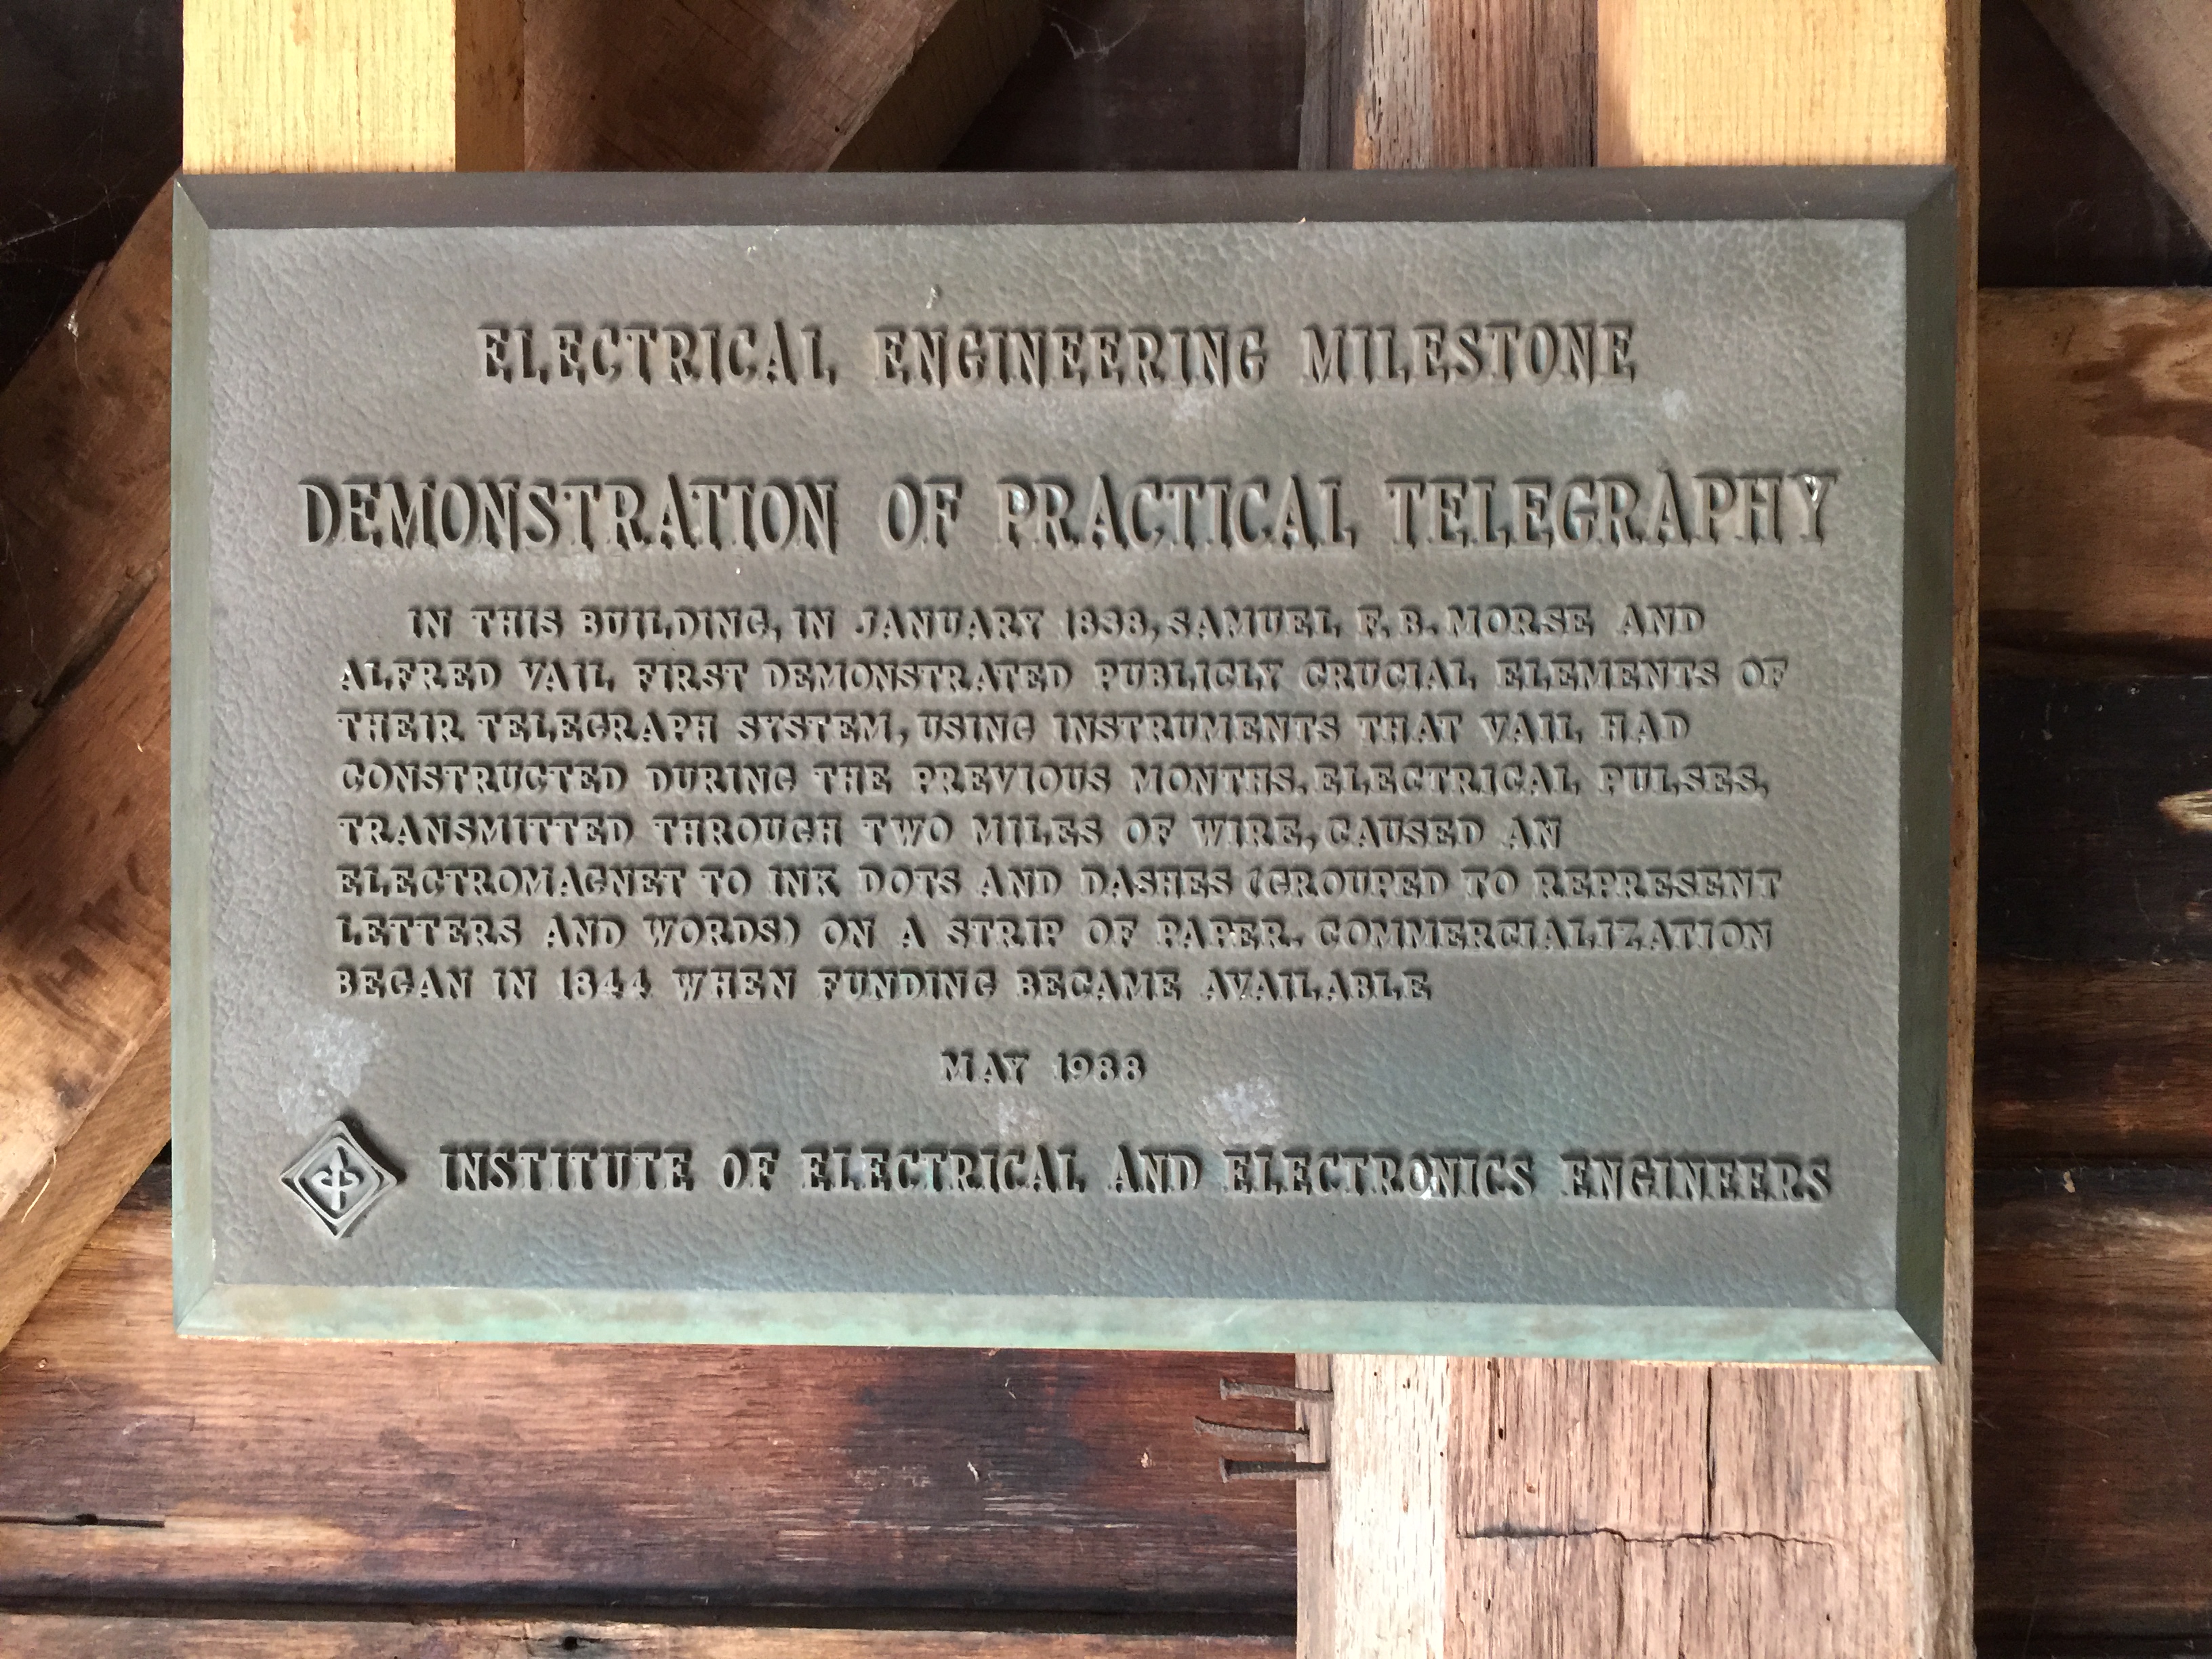 ELECTRICAL ENGINEERING MILESTONE
DEMONSTRATION OF PRACTICAL TELEGRAPHY
IN THIS BUILDING, IN JANUARY 1838, SAMUEL F. B. MORSE AND
ALFRED VAIL FIRST DEMONSTRATED PUBLICLY CRUCIAL ELEMENTS OF
THEIR TELEGRAPH SYSTEM, USING INSTRUMENTS THAT VAIL HAD
CONSTRUCTED DURING THE PREVIOUS MONTHS. ELECTRICAL PULSES,
TRANSMITTED THROUGH TWO MILES OF WIRE, CAUSED AN
ELECTROMAGNET TO INK DOTS AND DASHES (GROUPED TO REPRESENT
LETTERS AND WORDS) ON A STRIP OF PAPER. COMMERCIALIZATION
BEGAN IN 1844 WHEN FUNDING BECAME AVAILABLE
MAY 1988
INSTITUTE OF ELECTRICAL AND ELECTRONICS ENGINEERS